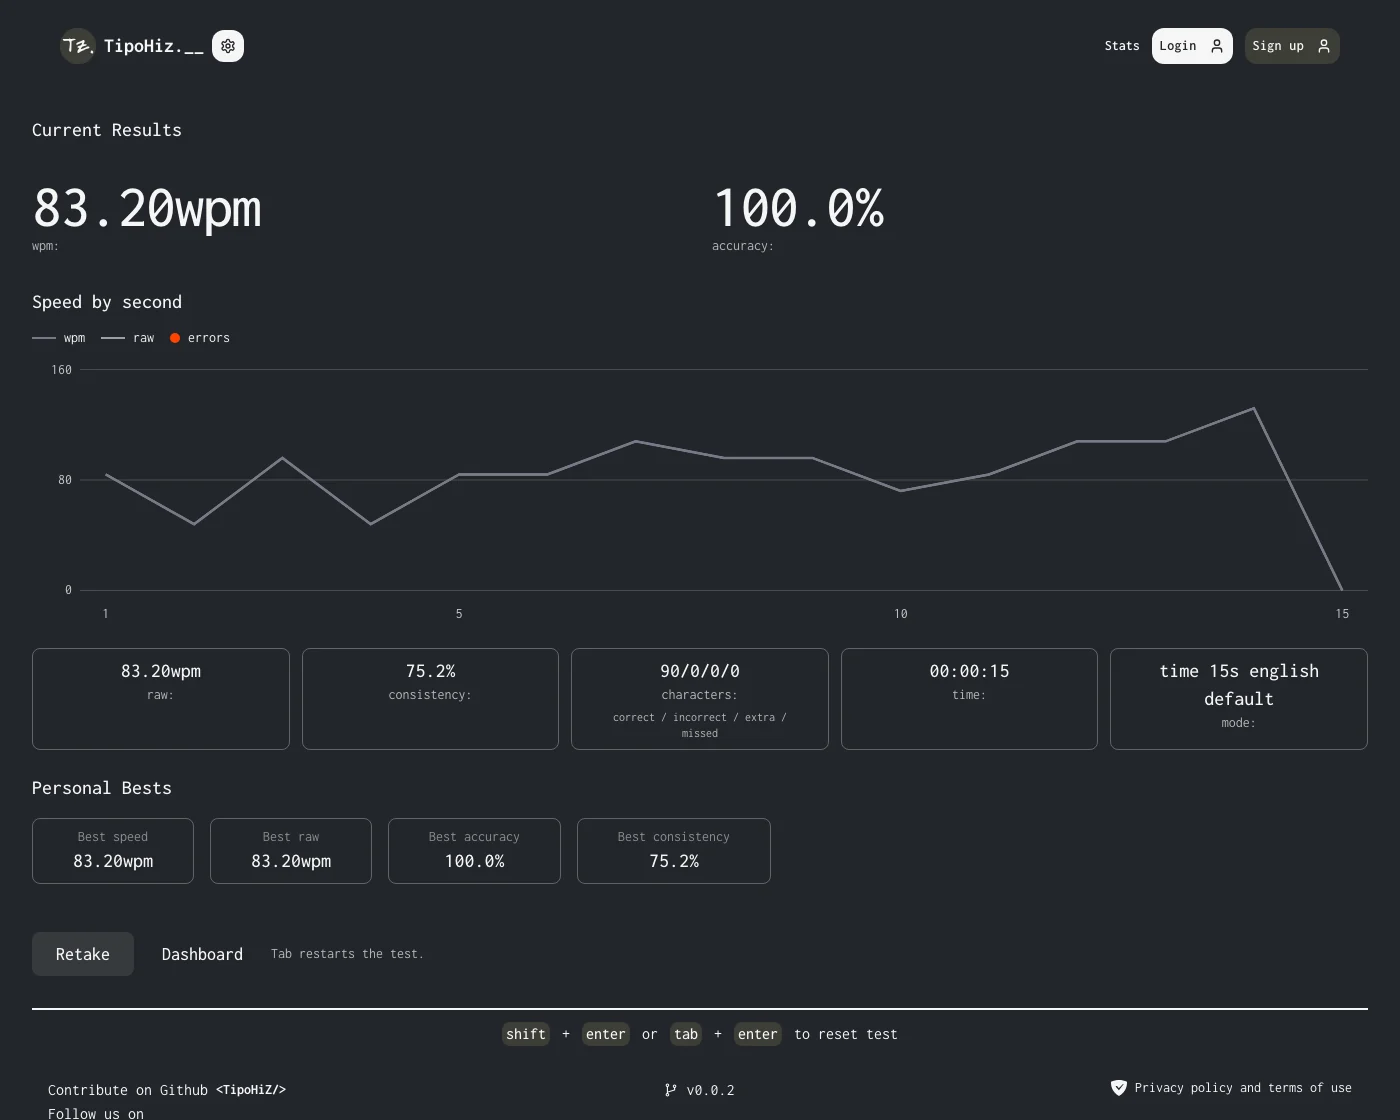 Tz. TipoHiz.__
Stats Login Sign up
Current Results
83.20wpm
wpm:
100.0%
accuracy:
Speed by second
wpm raw errors
160
80
0
1 5 10 15
83.20wpm
raw:
75.2%
consistency:
90/0/0/0
characters:
correct / incorrect / extra /
missed
00:00:15
time:
time 15s english
default
mode:
Personal Bests
Best speed
83.20wpm
Best raw
83.20wpm
Best accuracy
100.0%
Best consistency
75.2%
Retake Dashboard Tab restarts the test.
shift + enter or tab + enter to reset test
Contribute on Github <TipoHiZ/>
Follow us on
v0.0.2
Privacy policy and terms of use